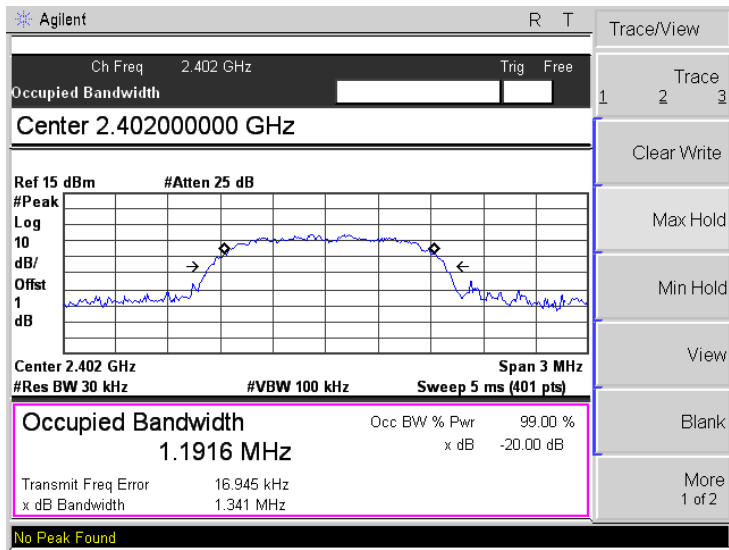 Agilent R T
Ch Freq 2.402 GHz Trig Free
Occupied Bandwidth
Center 2.402000000 GHz
Ref 15 dBm #Atten 25 dB
#Peak
Log
10
dB/
Offst
1
dB
Center 2.402 GHz Span 3 MHz
#Res BW 30 kHz #VBW 100 kHz Sweep 5 ms (401 pts)
Occupied Bandwidth
1.1916 MHz
Occ BW % Pwr 99.00 %
x dB -20.00 dB
Transmit Freq Error 16.945 kHz
x dB Bandwidth 1.341 MHz
No Peak Found
Trace/View
Trace
1 2 3
Clear Write
Max Hold
Min Hold
View
Blank
More
1 of 2